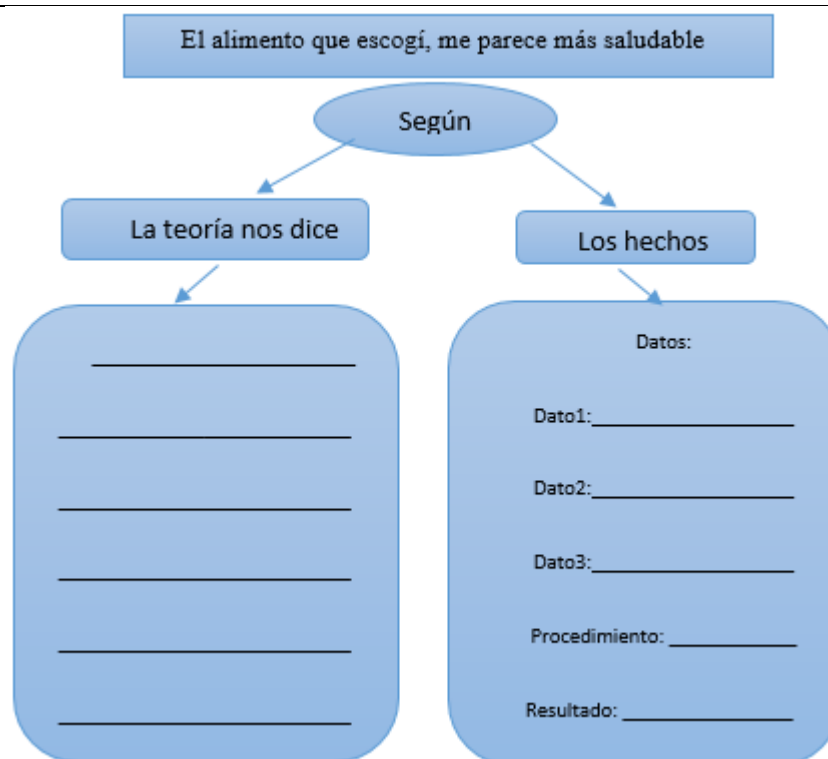 El alimento que escogí, me parece más saludable
Según
La teoría nos dice
Los hechos
Datos:
Dato1:
Dato2:
Dato3:
Procedimiento:
Resultado: